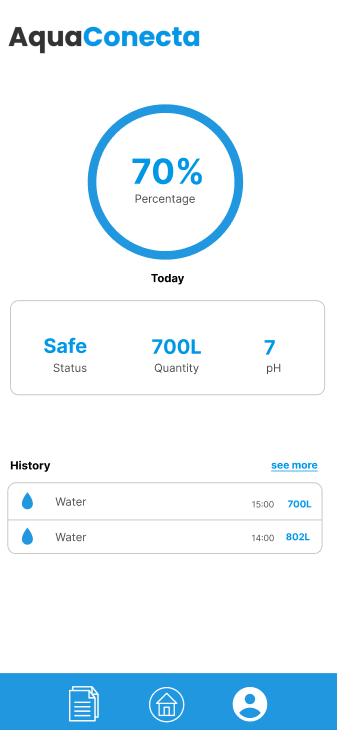 AquaConecta
70%
Percentage
Today
Safe 700L 7
Status Quantity pH
History see more
Water 15:00 700L
Water 14:00 802L